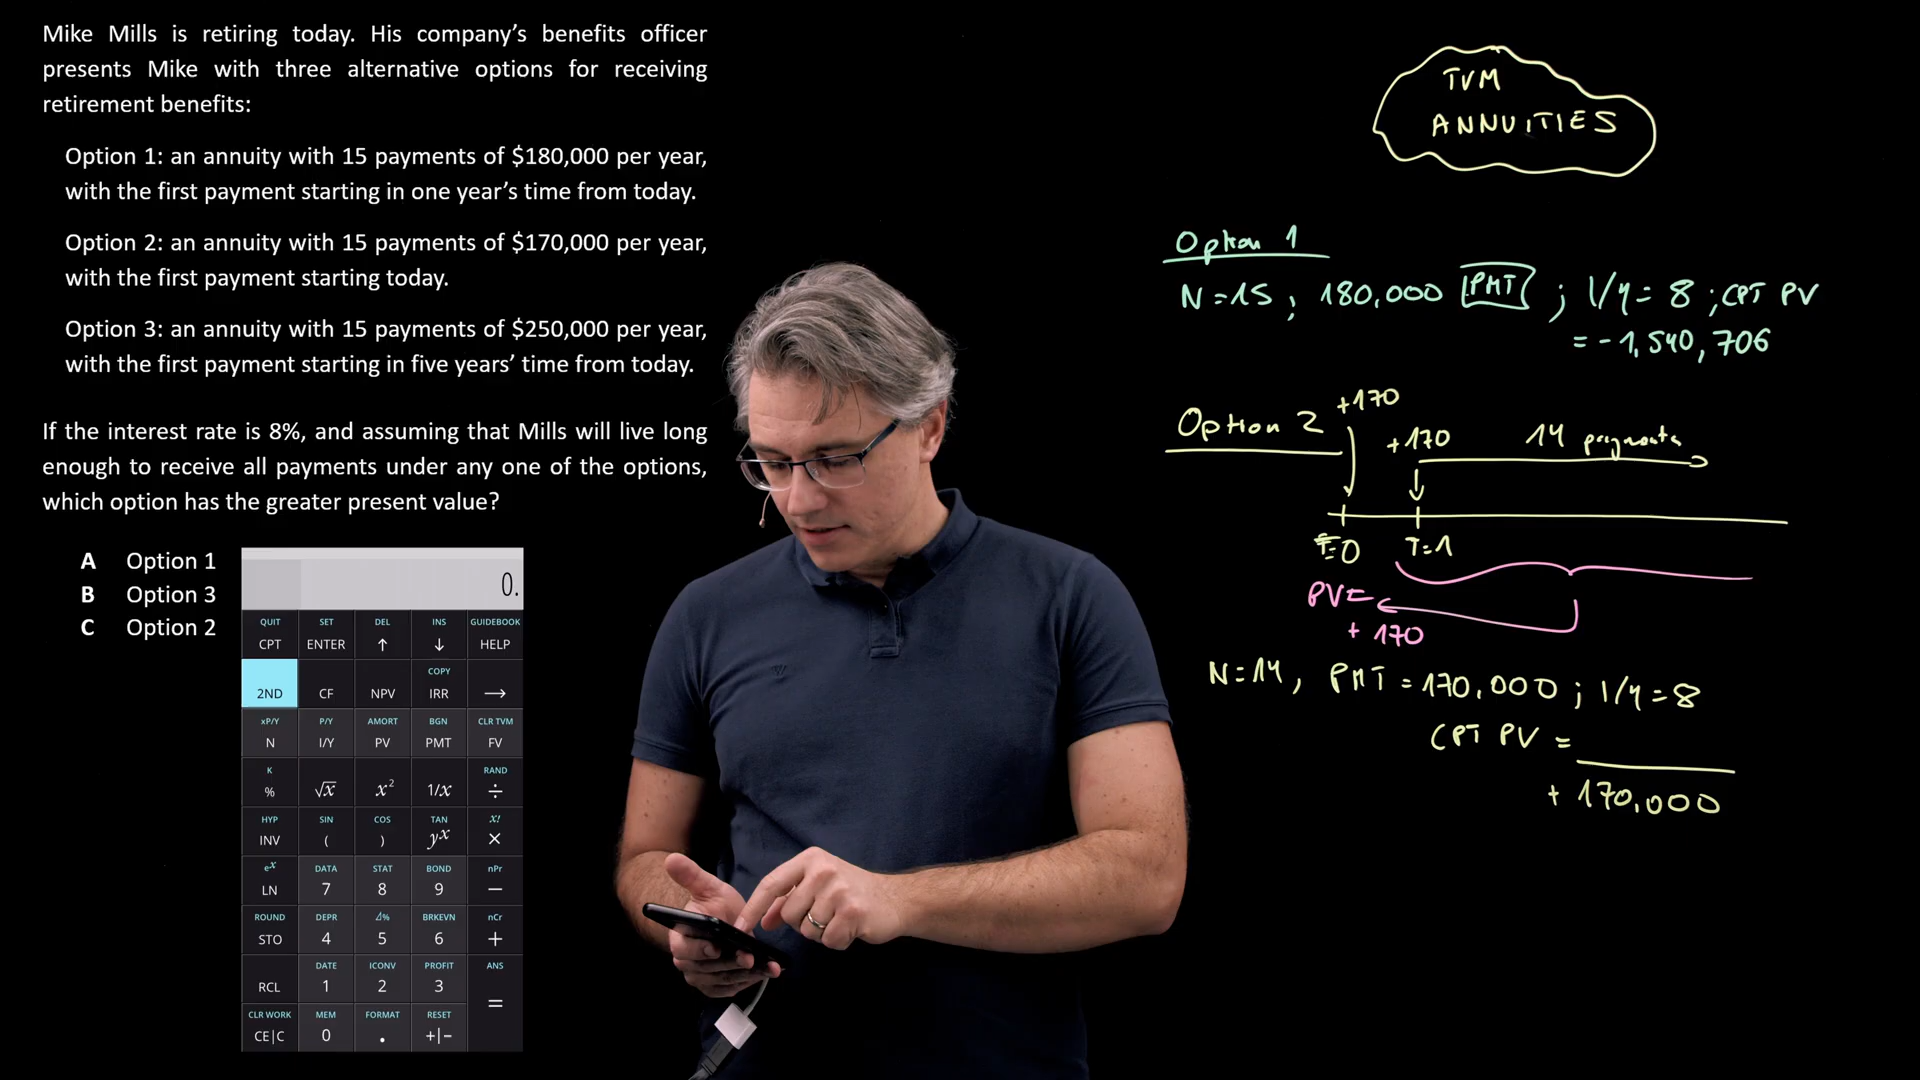 Mike Mills is retiring today. His company’s benefits officer
presents Mike with three alternative options for receiving
retirement benefits:
Option 1: an annuity with 15 payments of $180,000 per year,
with the first payment starting in one year’s time from today.
Option 2: an annuity with 15 payments of $170,000 per year,
with the first payment starting today.
Option 3: an annuity with 15 payments of $250,000 per year,
with the first payment starting in five years’ time from today.
If the interest rate is 8%, and assuming that Mills will live long
enough to receive all payments under any one of the options,
which option has the greater present value?
A Option 1
B Option 3
C Option 2
0.
QUIT SET DEL INS GUIDEBOOK
CPT ENTER ↑ ↓ HELP
COPY
2ND CF NPV IRR →
xP/Y P/Y AMORT BGN CLR TVM
N I/Y PV PMT FV
K RAND
% √x x² 1/x ÷
HYP SIN COS TAN x!
INV ( ) yˣ ×
eˣ DATA STAT BOND nPr
LN 7 8 9 −
ROUND DEPR Δ% BRKEVN nCr
STO 4 5 6 +
DATE ICONV PROFIT ANS
RCL 1 2 3 =
CLR WORK MEM FORMAT RESET
CE|C 0 . +|-
TVM
ANNUITIES
Option 1
N=15; 180,000 PMT; I/Y=8; CPT PV
= -1,540,706
Option 2
+170
+170 14 payments
T=0 T=1
PV=
+ 170
N=14, PMT=170,000; I/Y=8
CPT PV =
+ 170,000